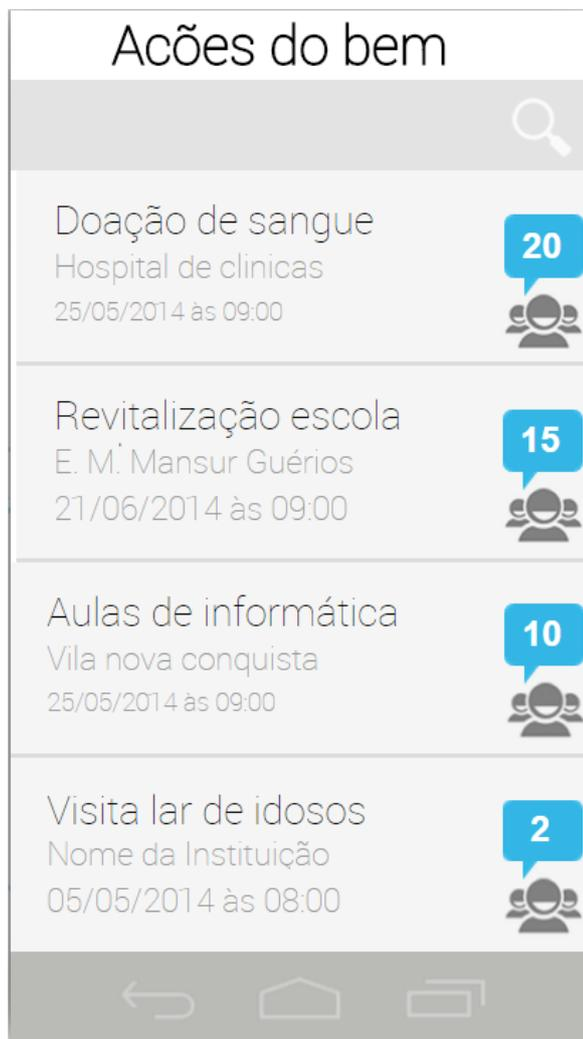 Acões do bem
Doação de sangue
Hospital de clinicas
25/05/2014 às 09:00
20
Revitalização escola
E. M. Mansur Guérios
21/06/2014 às 09:00
15
Aulas de informática
Vila nova conquista
25/05/2014 às 09:00
10
Visita lar de idosos
Nome da Instituição
05/05/2014 às 08:00
2